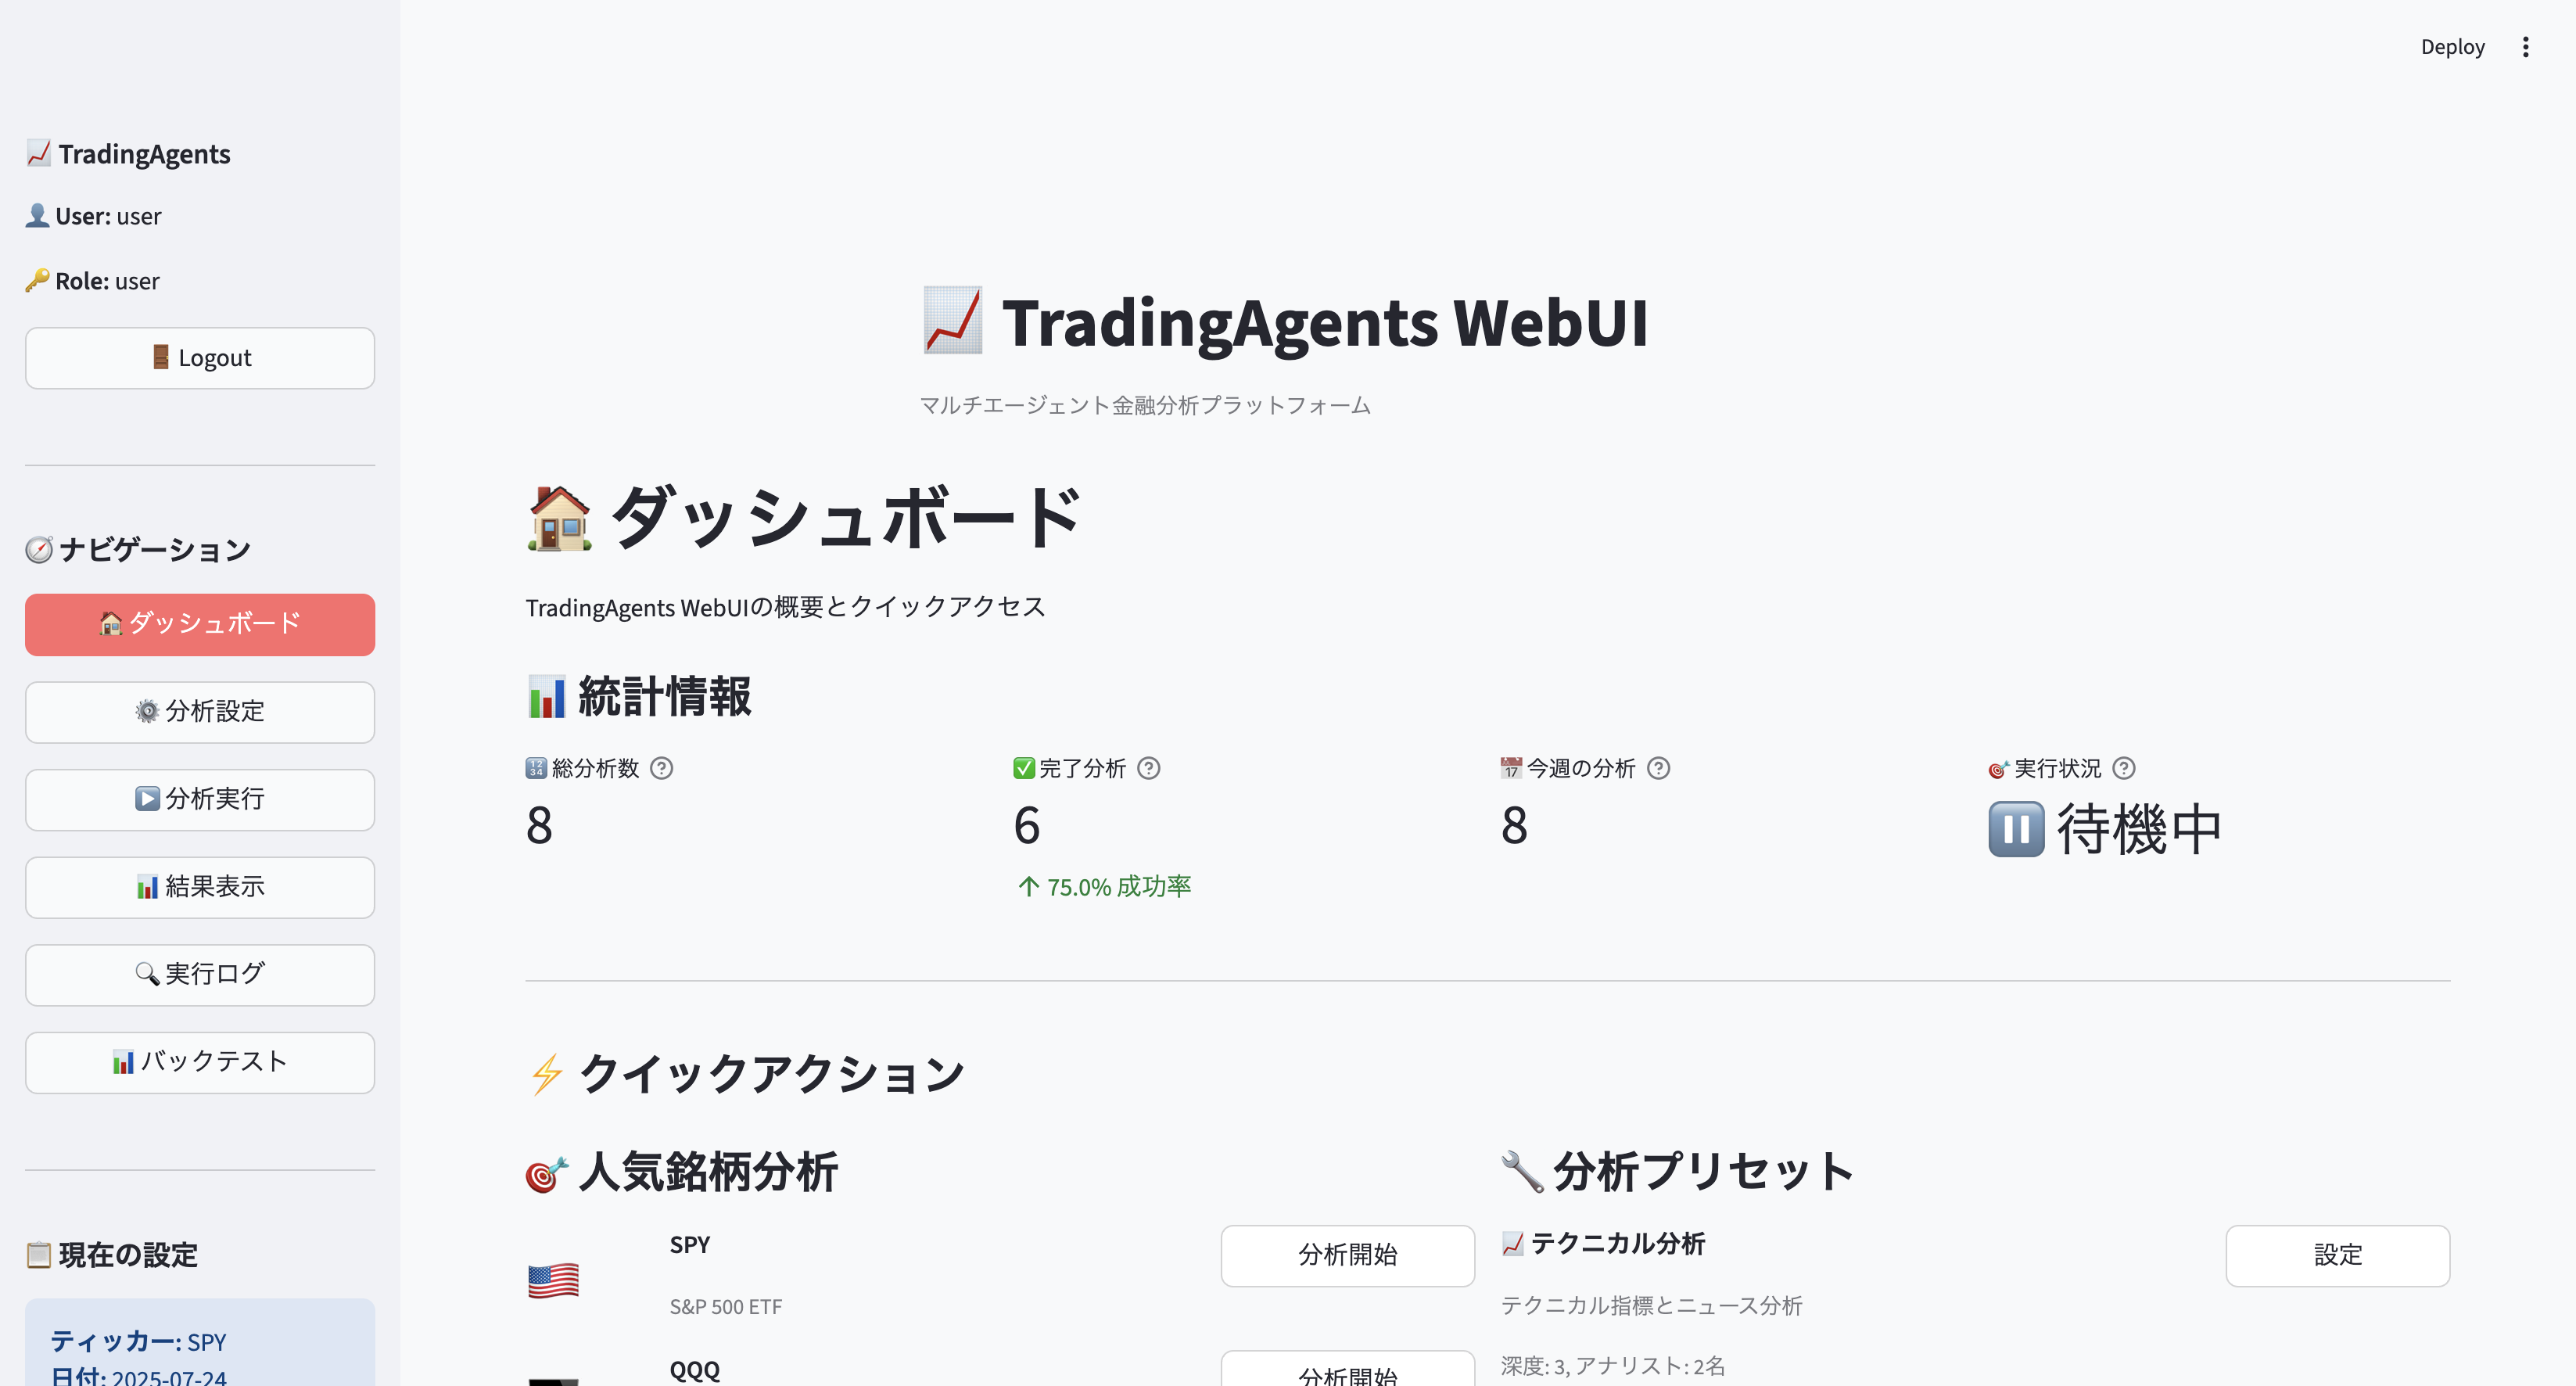 Deploy
TradingAgents
User: user
Role: user
Logout
ナビゲーション
ダッシュボード
分析設定
分析実行
結果表示
実行ログ
バックテスト
現在の設定
ティッカー: SPY
日付: 2025-07-24
TradingAgents WebUI
マルチエージェント金融分析プラットフォーム
ダッシュボード
TradingAgents WebUIの概要とクイックアクセス
統計情報
総分析数
8
完了分析
6
75.0% 成功率
今週の分析
8
実行状況
待機中
クイックアクション
人気銘柄分析
SPY
S&P 500 ETF
分析開始
QQQ
分析開始
分析プリセット
テクニカル分析
設定
テクニカル指標とニュース分析
深度: 3, アナリスト: 2名